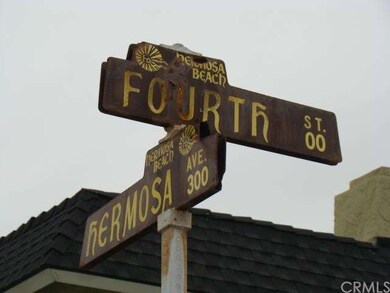 HERMOSA
BEACH
FOURTH ST.
00
HERMOSA
BEACH
HERMOSA AVE.
300
CRMLS